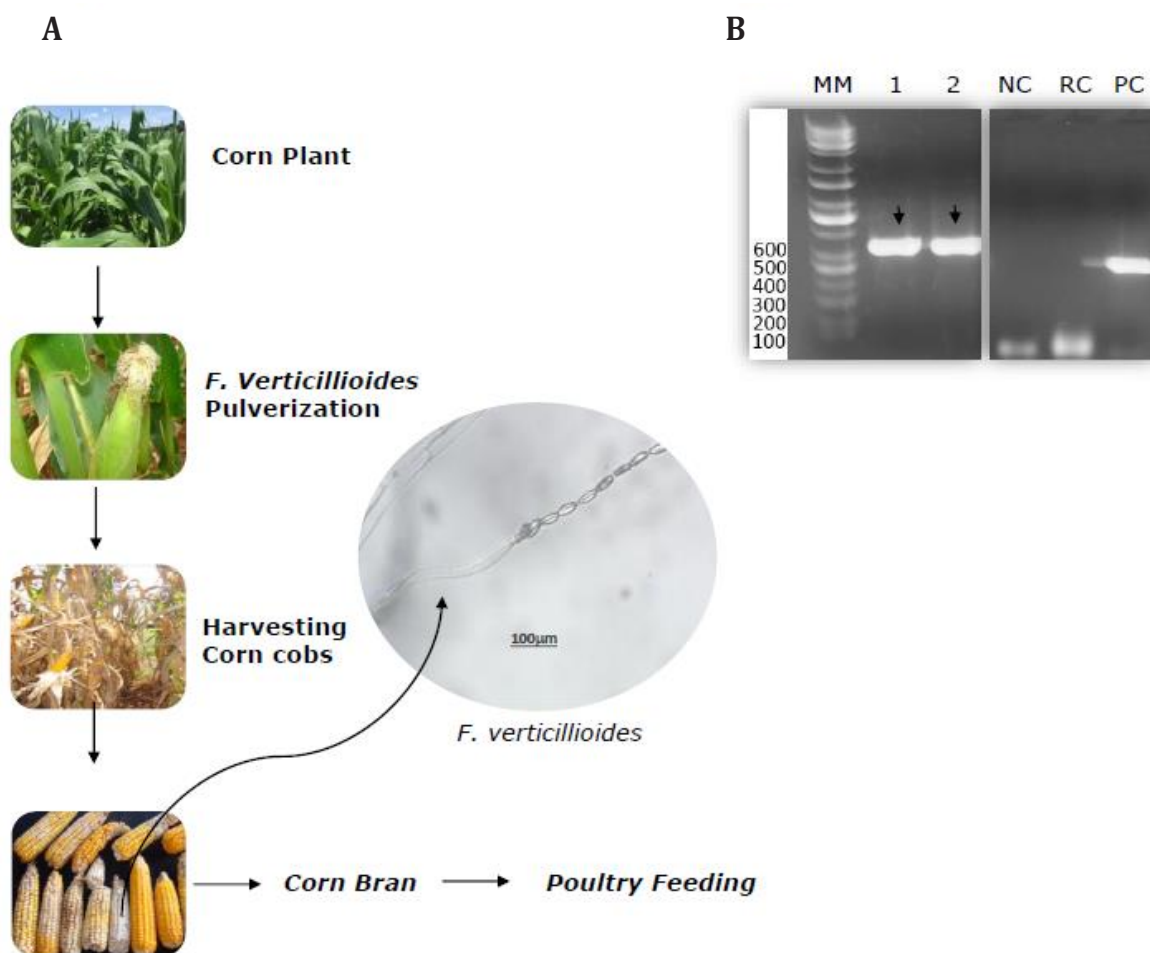 A
Corn Plant
F. Verticillioides
Pulverization
Harvesting
Corn cobs
100µm
F. verticillioides
Corn Bran
Poultry Feeding
B
MM 1 2 NC RC PC
600
500
400
300
200
100